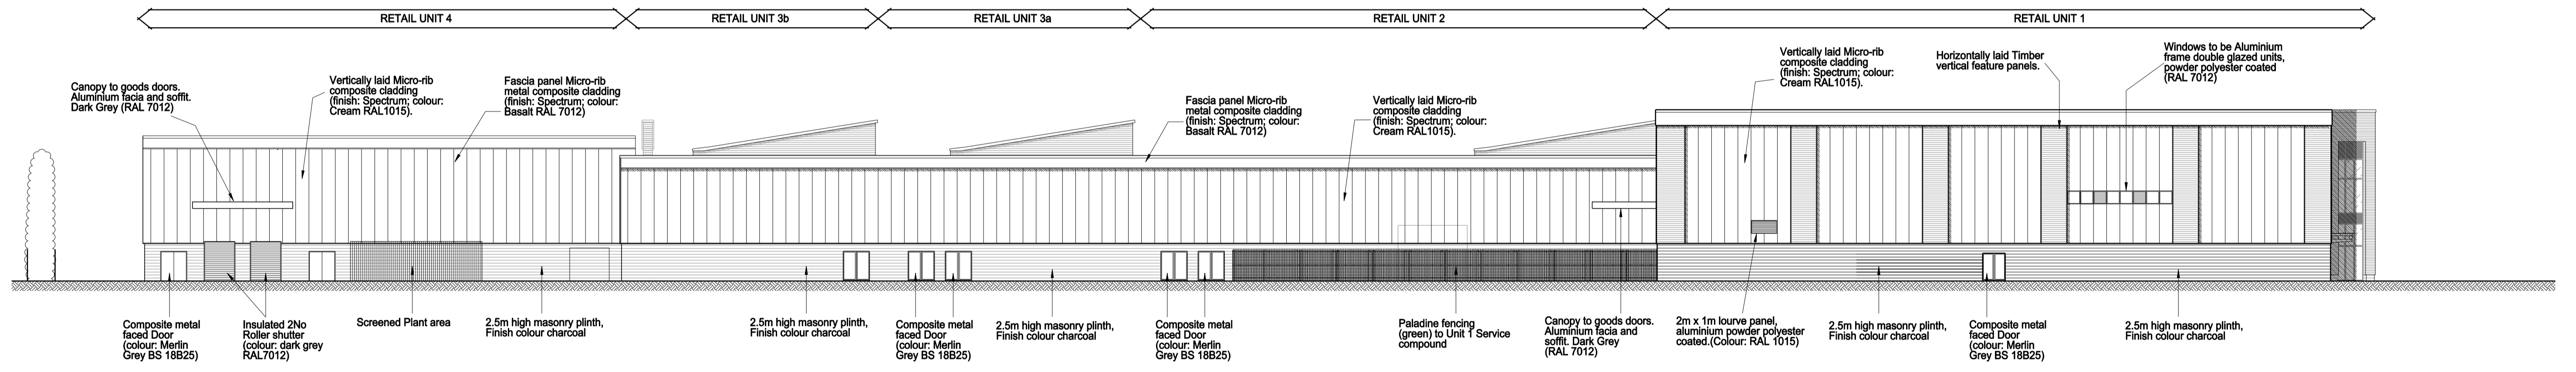 RETAIL UNIT 4
RETAIL UNIT 3b
RETAIL UNIT 3a
RETAIL UNIT 2
RETAIL UNIT 1
Canopy to goods doors.
Aluminium facia and soffit.
Dark Grey (RAL 7012)
Vertically laid Micro-rib
composite cladding
(finish: Spectrum; colour:
Cream RAL1015).
Fascia panel Micro-rib
metal composite cladding
(finish: Spectrum; colour:
Basalt RAL 7012)
Fascia panel Micro-rib
metal composite cladding
(finish: Spectrum; colour:
Basalt RAL 7012)
Vertically laid Micro-rib
composite cladding
(finish: Spectrum; colour:
Cream RAL1015).
Vertically laid Micro-rib
composite cladding
(finish: Spectrum; colour:
Cream RAL1015).
Horizontally laid Timber
vertical feature panels.
Windows to be Aluminium
frame double glazed units,
powder polyester coated
(RAL 7012)
Composite metal
faced Door
(colour: Merlin
Grey BS 18B25)
Insulated 2No
Roller shutter
(colour: dark grey
RAL7012)
Screened Plant area
2.5m high masonry plinth,
Finish colour charcoal
2.5m high masonry plinth,
Finish colour charcoal
Composite metal
faced Door
(colour: Merlin
Grey BS 18B25)
2.5m high masonry plinth,
Finish colour charcoal
Composite metal
faced Door
(colour: Merlin
Grey BS 18B25)
Paladine fencing
(green) to Unit 1 Service
compound
Canopy to goods doors.
Aluminium facia and
soffit. Dark Grey
(RAL 7012)
2m x 1m lourve panel,
aluminium powder polyester
coated.(Colour: RAL 1015)
2.5m high masonry plinth,
Finish colour charcoal
Composite metal
faced Door
(colour: Merlin
Grey BS 18B25)
2.5m high masonry plinth,
Finish colour charcoal